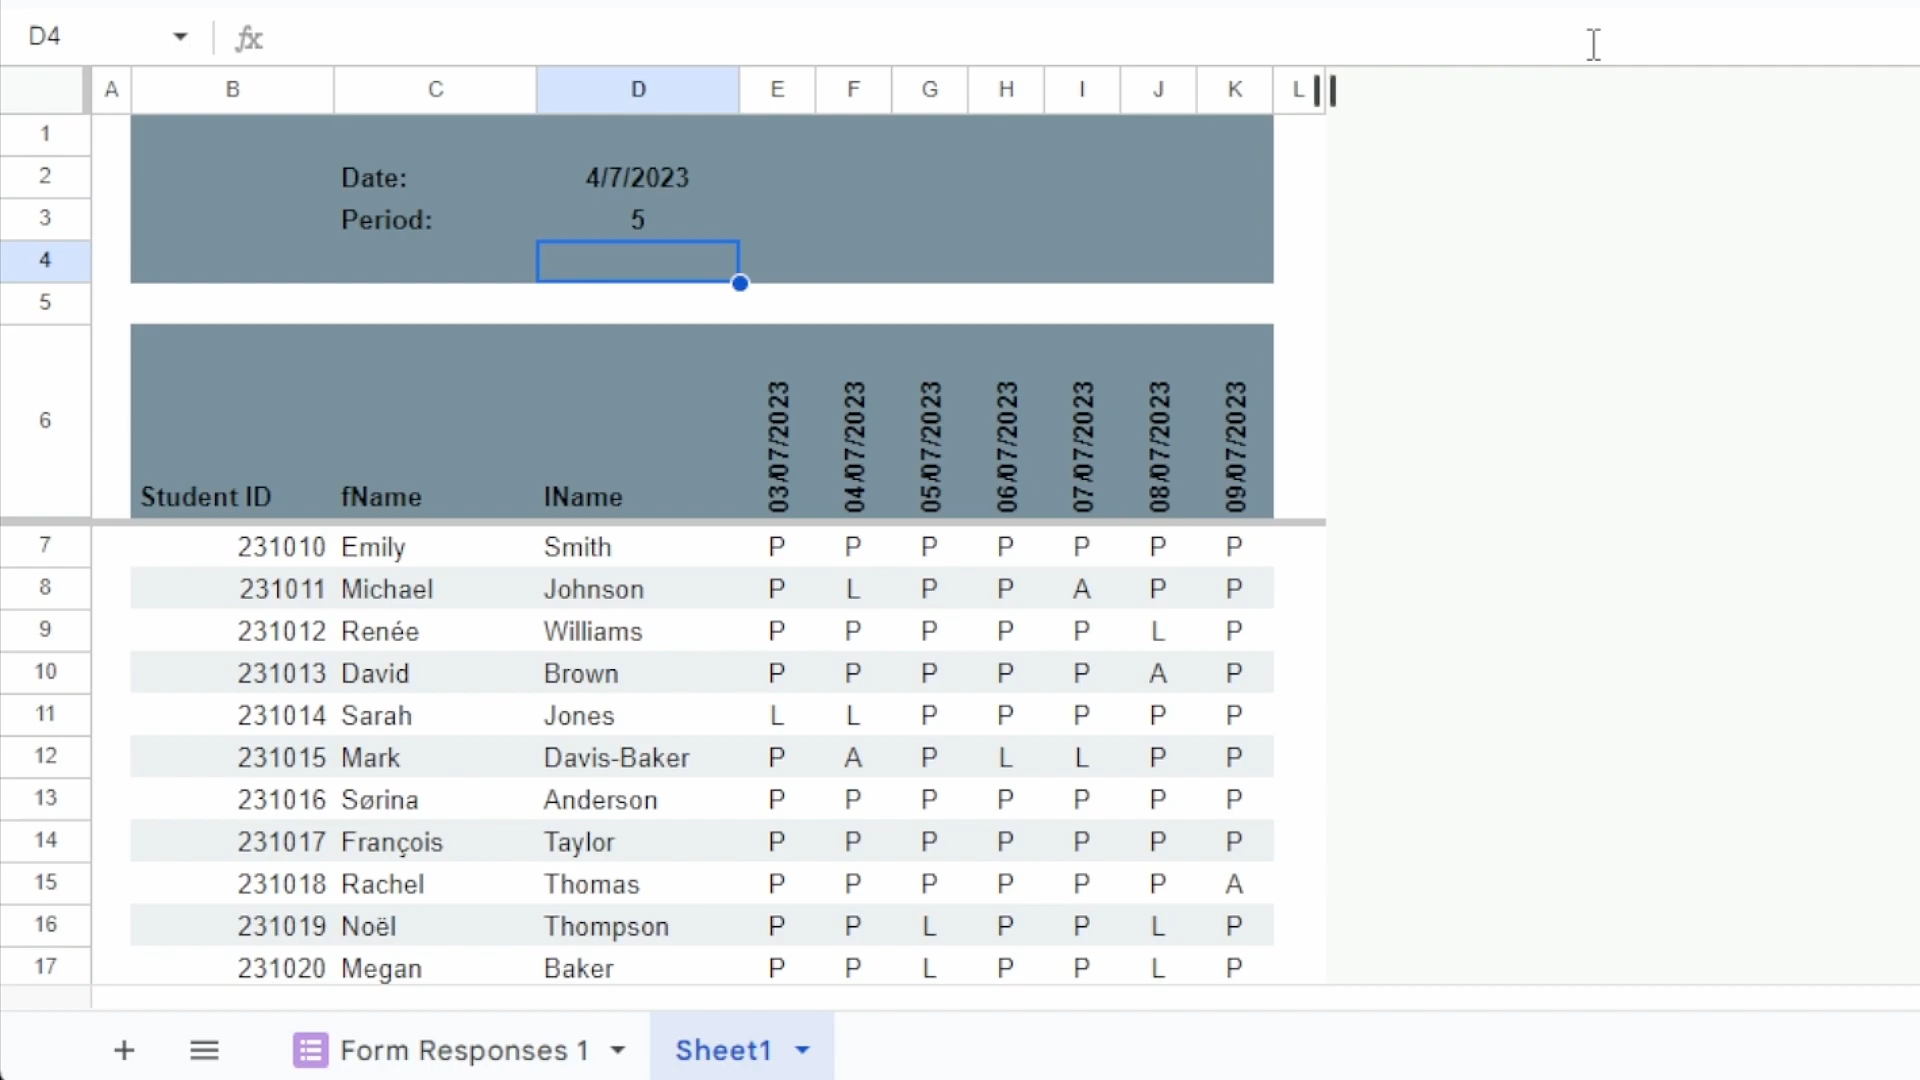 D4 fx
A B C D E F G H I J K L
1
2 Date: 4/7/2023
3 Period: 5
4
5
6 Student ID fName lName 03/07/2023 04/07/2023 05/07/2023 06/07/2023 07/07/2023 08/07/2023 09/07/2023
7 231010 Emily Smith P P P P P P P
8 231011 Michael Johnson P L P P A P P
9 231012 Renée Williams P P P P P L P
10 231013 David Brown P P P P P A P
11 231014 Sarah Jones L L P P P P P
12 231015 Mark Davis-Baker P A P L L P P
13 231016 Sørina Anderson P P P P P P P
14 231017 François Taylor P P P P P P P
15 231018 Rachel Thomas P P P P P P A
16 231019 Noël Thompson P P L P P L P
17 231020 Megan Baker P P L P P L P
Form Responses 1 Sheet1